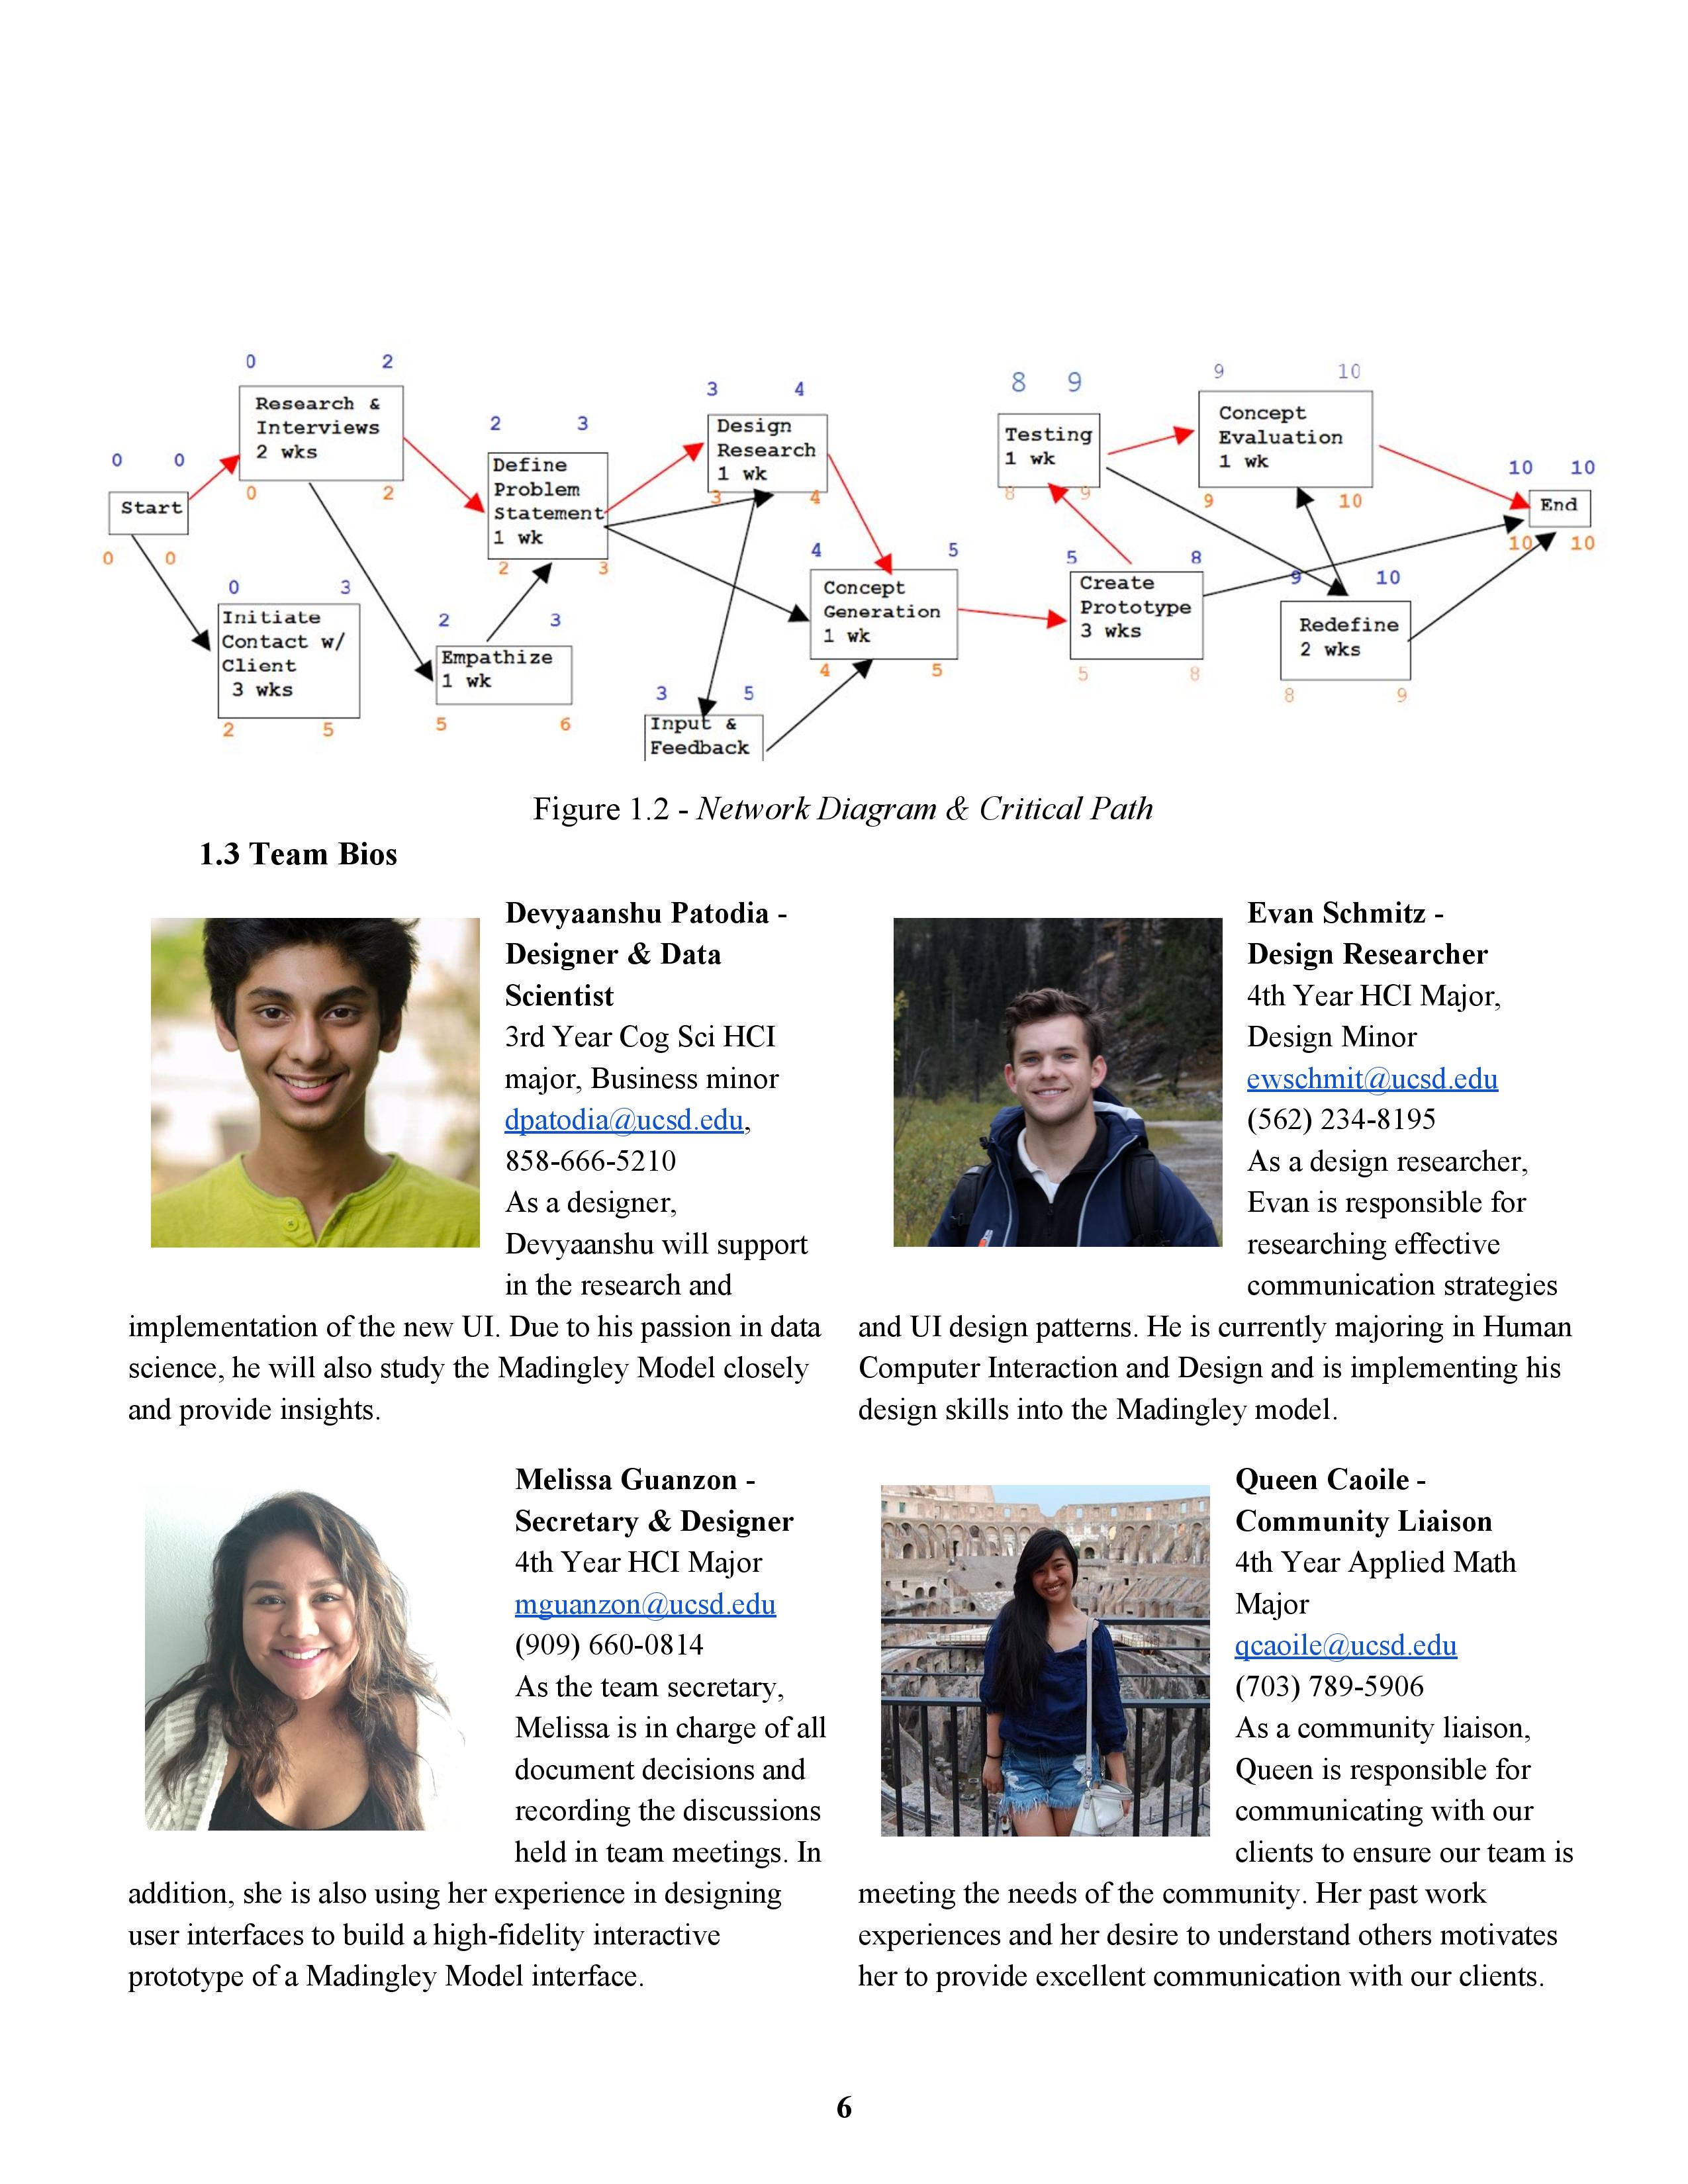 0 2
Research &
Interviews
2 wks
0 2
0 0
Start
0 0
0 3
Initiate
Contact w/
Client
3 wks
2 5
2 3
Define
Problem
Statement
1 wk
2 3
2 3
Empathize
1 wk
5 6
3 4
Design
Research
1 wk
3 4
3 5
Input &
Feedback
4 5
Concept
Generation
1 wk
4 5
5 8
Create
Prototype
3 wks
5 8
8 9
Testing
1 wk
8 9
9 10
Concept
Evaluation
1 wk
9 10
9 10
Redefine
2 wks
8 9
10 10
End
10 10
Figure 1.2 - Network Diagram & Critical Path
1.3 Team Bios
Devyaanshu Patodia -
Designer & Data
Scientist
3rd Year Cog Sci HCI
major, Business minor
dpatodia@ucsd.edu,
858-666-5210
As a designer,
Devyaanshu will support
in the research and
implementation of the new UI. Due to his passion in data
science, he will also study the Madingley Model closely
and provide insights.
Evan Schmitz -
Design Researcher
4th Year HCI Major,
Design Minor
ewschmit@ucsd.edu
(562) 234-8195
As a design researcher,
Evan is responsible for
researching effective
communication strategies
and UI design patterns. He is currently majoring in Human
Computer Interaction and Design and is implementing his
design skills into the Madingley model.
Melissa Guanzon -
Secretary & Designer
4th Year HCI Major
mguanzon@ucsd.edu
(909) 660-0814
As the team secretary,
Melissa is in charge of all
document decisions and
recording the discussions
held in team meetings. In
addition, she is also using her experience in designing
user interfaces to build a high-fidelity interactive
prototype of a Madingley Model interface.
Queen Caoile -
Community Liaison
4th Year Applied Math
Major
qcaoile@ucsd.edu
(703) 789-5906
As a community liaison,
Queen is responsible for
communicating with our
clients to ensure our team is
meeting the needs of the community. Her past work
experiences and her desire to understand others motivates
her to provide excellent communication with our clients.
6